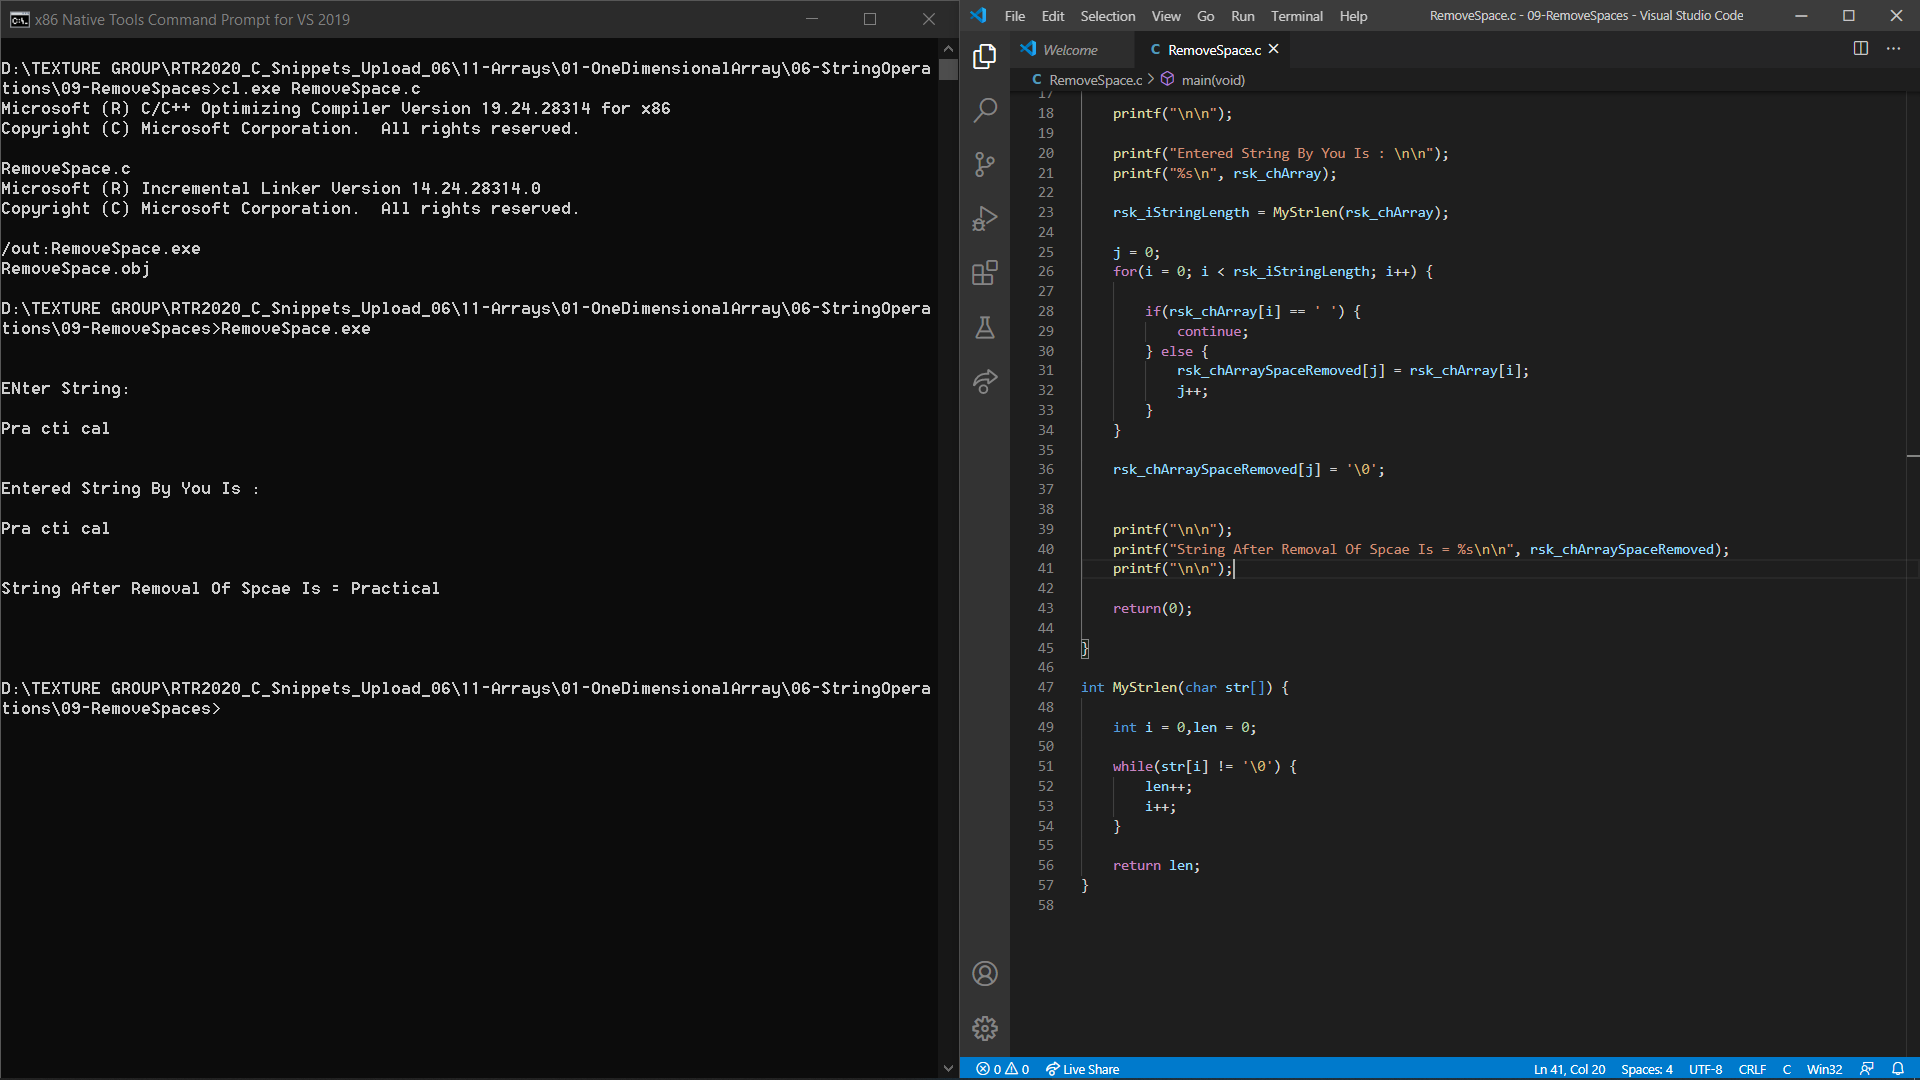 x86 Native Tools Command Prompt for VS 2019
D:\TEXTURE GROUP\RTR2020_C_Snippets_Upload_06\11-Arrays\01-OneDimensionalArray\06-StringOpera
tions\09-RemoveSpaces>cl.exe RemoveSpace.c
Microsoft (R) C/C++ Optimizing Compiler Version 19.24.28314 for x86
Copyright (C) Microsoft Corporation.  All rights reserved.
RemoveSpace.c
Microsoft (R) Incremental Linker Version 14.24.28314.0
Copyright (C) Microsoft Corporation.  All rights reserved.
/out:RemoveSpace.exe
RemoveSpace.obj
D:\TEXTURE GROUP\RTR2020_C_Snippets_Upload_06\11-Arrays\01-OneDimensionalArray\06-StringOpera
tions\09-RemoveSpaces>RemoveSpace.exe
ENter String:
Pra cti cal
Entered String By You Is :
Pra cti cal
String After Removal Of Spcae Is = Practical
D:\TEXTURE GROUP\RTR2020_C_Snippets_Upload_06\11-Arrays\01-OneDimensionalArray\06-StringOpera
tions\09-RemoveSpaces>
File Edit Selection View Go Run Terminal Help RemoveSpace.c - 09-RemoveSpaces - Visual Studio Code
Welcome C RemoveSpace.c
C RemoveSpace.c > main(void)
17
18 printf("\n\n");
19
20 printf("Entered String By You Is : \n\n");
21 printf("%s\n", rsk_chArray);
22
23 rsk_iStringLength = MyStrlen(rsk_chArray);
24
25 j = 0;
26 for(i = 0; i < rsk_iStringLength; i++) {
27
28 if(rsk_chArray[i] == ' ') {
29 continue;
30 } else {
31 rsk_chArraySpaceRemoved[j] = rsk_chArray[i];
32 j++;
33 }
34 }
35
36 rsk_chArraySpaceRemoved[j] = '\0';
37
38
39 printf("\n\n");
40 printf("String After Removal Of Spcae Is = %s\n\n", rsk_chArraySpaceRemoved);
41 printf("\n\n");
42
43 return(0);
44
45 }
46
47 int MyStrlen(char str[]) {
48
49 int i = 0,len = 0;
50
51 while(str[i] != '\0') {
52 len++;
53 i++;
54 }
55
56 return len;
57 }
58
0 0 Live Share Ln 41, Col 20 Spaces: 4 UTF-8 CRLF C Win32